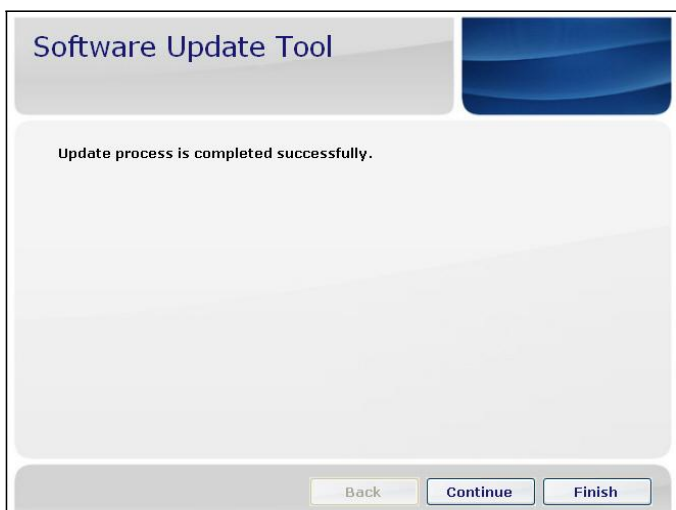 Software Update Tool
Update process is completed successfully.
Back
Continue
Finish